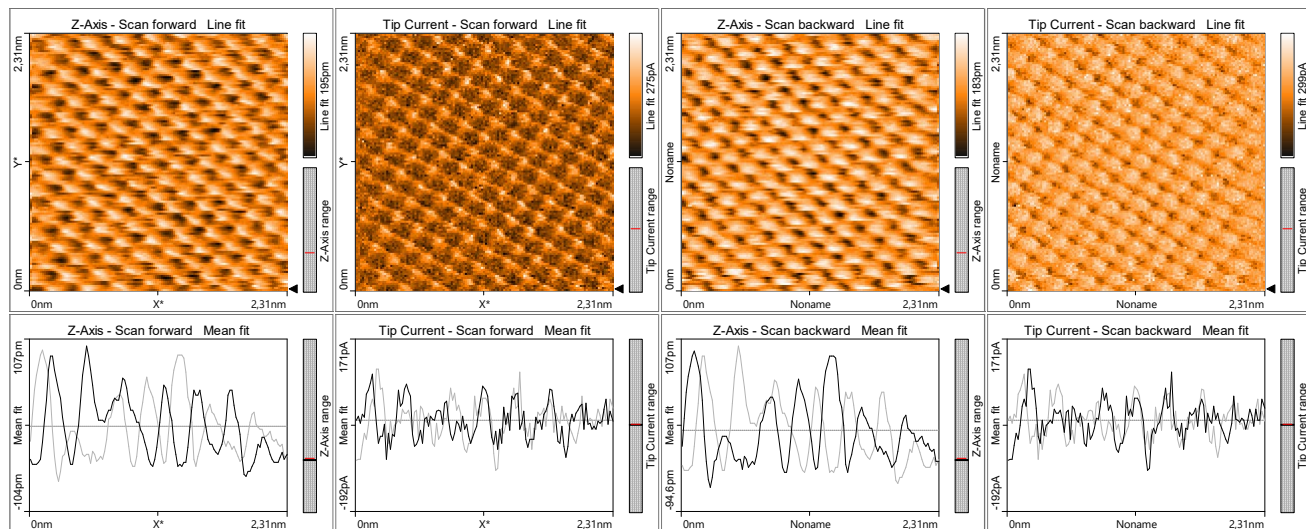 Z-Axis - Scan forward Line fit
2,31nm
Y*
0nm
0nm
X*
2,31nm
Line fit 195pm
Z-Axis range
Tip Current - Scan forward Line fit
2,31nm
Y*
0nm
0nm
X*
2,31nm
Line fit 275pA
Tip Current range
Z-Axis - Scan backward Line fit
2,31nm
Noname
0nm
0nm
Noname
2,31nm
Line fit 183pm
Z-Axis range
Tip Current - Scan backward Line fit
2,31nm
Noname
0nm
0nm
Noname
2,31nm
Line fit 299pA
Tip Current range
Z-Axis - Scan forward Mean fit
107pm
Mean fit
-104pm
0nm
X*
2,31nm
Z-Axis range
Tip Current - Scan forward Mean fit
171pA
Mean fit
-192pA
0nm
X*
2,31nm
Tip Current range
Z-Axis - Scan backward Mean fit
107pm
Mean fit
-94,6pm
0nm
Noname
2,31nm
Z-Axis range
Tip Current - Scan backward Mean fit
171pA
Mean fit
-192pA
0nm
Noname
2,31nm
Tip Current range